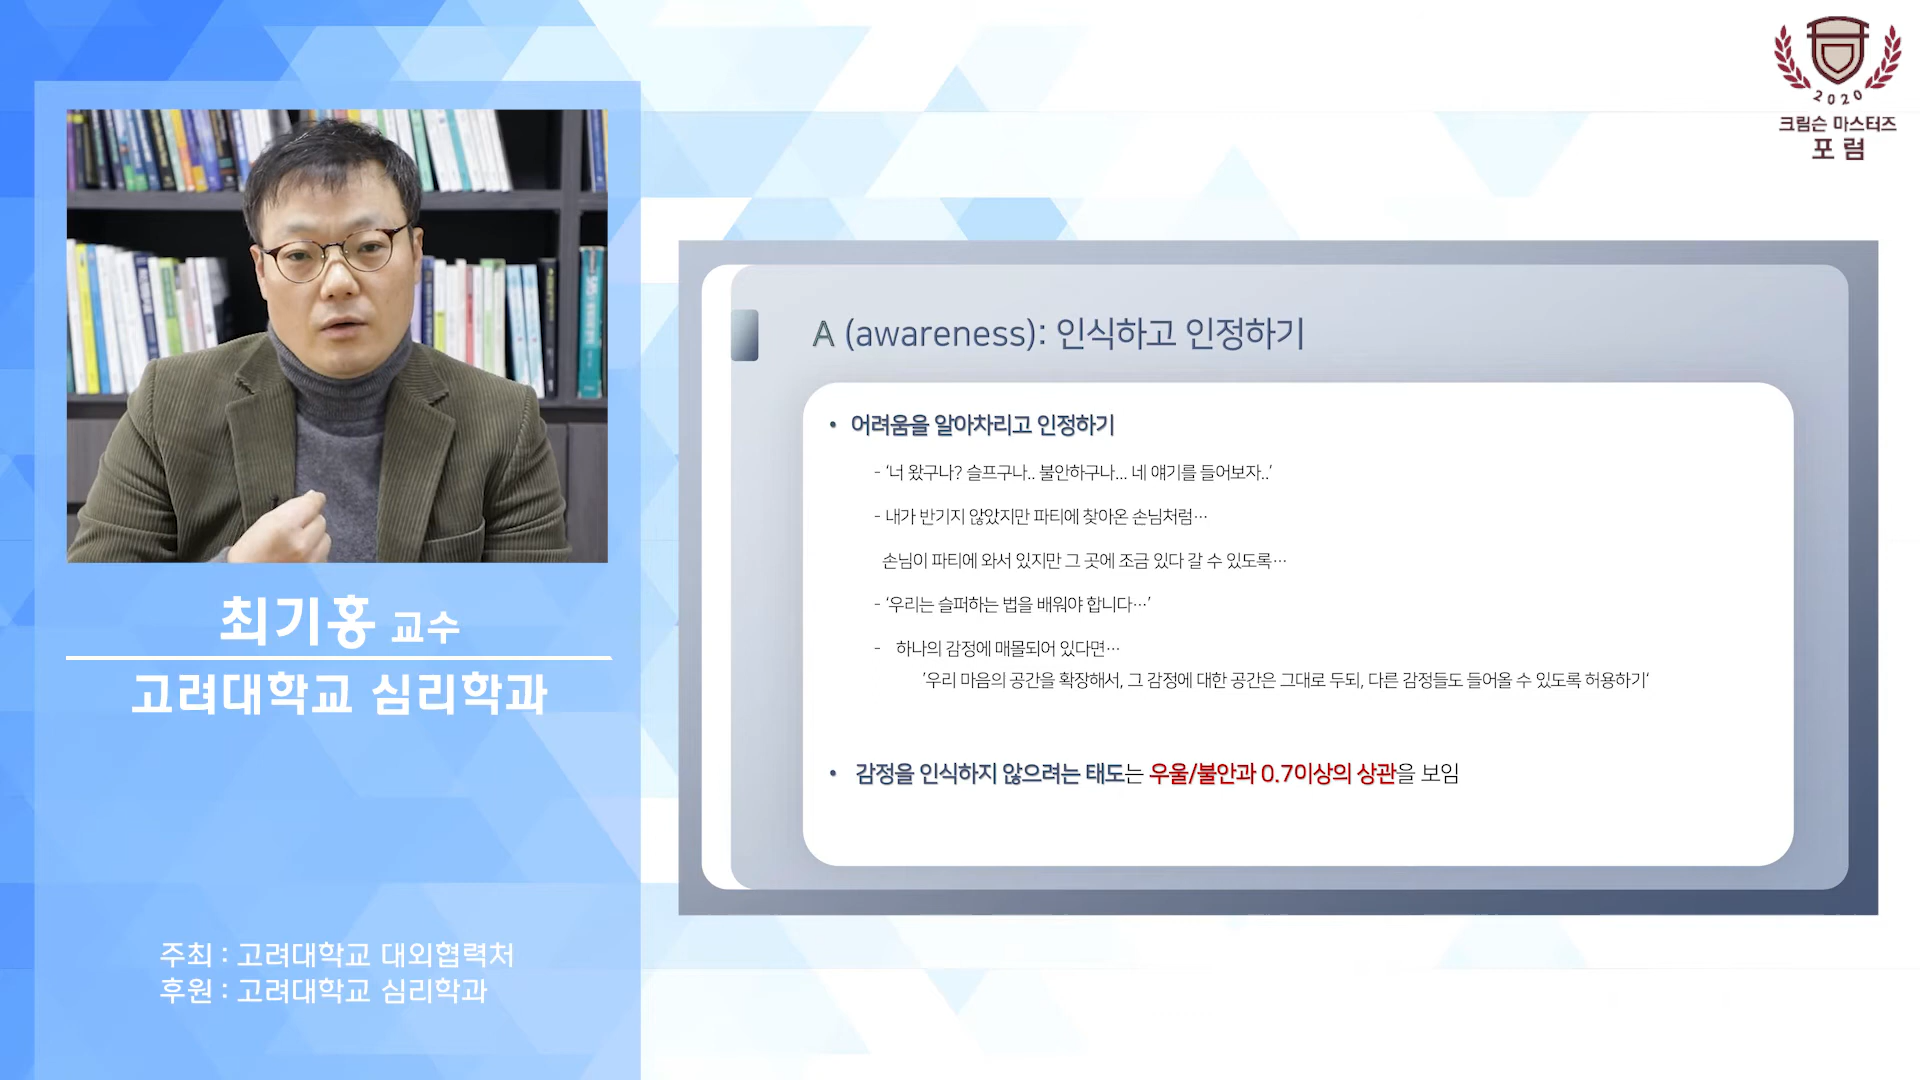 2020
크림슨 마스터즈
포럼
최기홍 교수
고려대학교 심리학과
주최 : 고려대학교 대외협력처
후원 : 고려대학교 심리학과
A (awareness): 인식하고 인정하기
• 어려움을 알아차리고 인정하기
- ‘너 왔구나? 슬프구나.. 불안하구나... 네 얘기를 들어보자..’
- 내가 반기지 않았지만 파티에 찾아온 손님처럼…
손님이 파티에 와서 있지만 그 곳에 조금 있다 갈 수 있도록…
- ‘우리는 슬퍼하는 법을 배워야 합니다…’
- 하나의 감정에 매몰되어 있다면…
’우리 마음의 공간을 확장해서, 그 감정에 대한 공간은 그대로 두되, 다른 감정들도 들어올 수 있도록 허용하기‘
• 감정을 인식하지 않으려는 태도는 우울/불안과 0.7이상의 상관을 보임